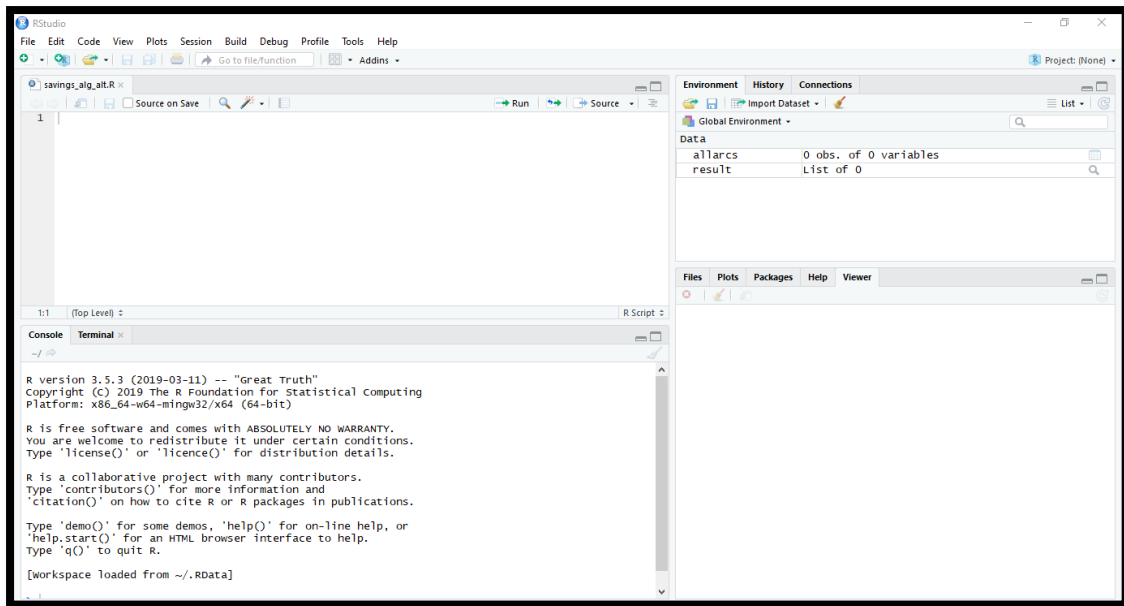 RStudio
File Edit Code View Plots Session Build Debug Profile Tools Help
Go to file/function Addins Project: (None)
savings_alg_alt.R
Source on Save Run Source
1
1:1 (Top Level) R Script
Console Terminal
~/
R version 3.5.3 (2019-03-11) -- "Great Truth"
Copyright (C) 2019 The R Foundation for Statistical Computing
Platform: x86_64-w64-mingw32/x64 (64-bit)
R is free software and comes with ABSOLUTELY NO WARRANTY.
You are welcome to redistribute it under certain conditions.
Type 'license()' or 'licence()' for distribution details.
R is a collaborative project with many contributors.
Type 'contributors()' for more information and
'citation()' on how to cite R or R packages in publications.
Type 'demo()' for some demos, 'help()' for on-line help, or
'help.start()' for an HTML browser interface to help.
Type 'q()' to quit R.
[Workspace loaded from ~/.RData]
>
Environment History Connections
Import Dataset List
Global Environment
Data
allarcs 0 obs. of 0 variables
result List of 0
Files Plots Packages Help Viewer